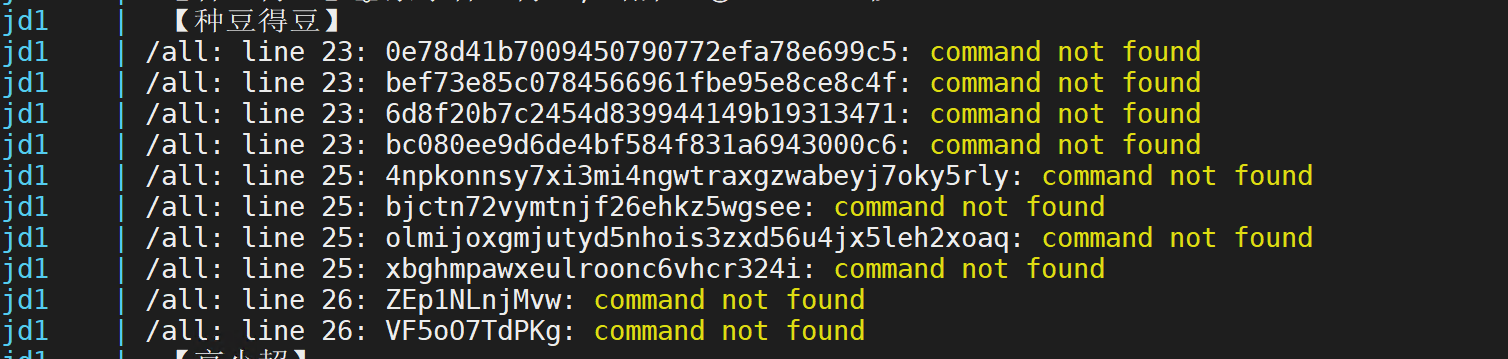 jd1 | 【种豆得豆】
jd1 | /all: line 23: 0e78d41b7009450790772efa78e699c5: command not found
jd1 | /all: line 23: bef73e85c0784566961fbe95e8ce8c4f: command not found
jd1 | /all: line 23: 6d8f20b7c2454d839944149b19313471: command not found
jd1 | /all: line 23: bc080ee9d6de4bf584f831a6943000c6: command not found
jd1 | /all: line 25: 4npkonnsy7xi3mi4ngwtraxgzwabeyj7oky5rly: command not found
jd1 | /all: line 25: bjctn72vymtnjf26ehkz5wgsee: command not found
jd1 | /all: line 25: olmijoxgmjutyd5nhois3zxd56u4jx5leh2xoaq: command not found
jd1 | /all: line 25: xbghmpawxeulroonc6vhcr324i: command not found
jd1 | /all: line 26: ZEp1NLnjMvw: command not found
jd1 | /all: line 26: VF5oO7TdPKg: command not found